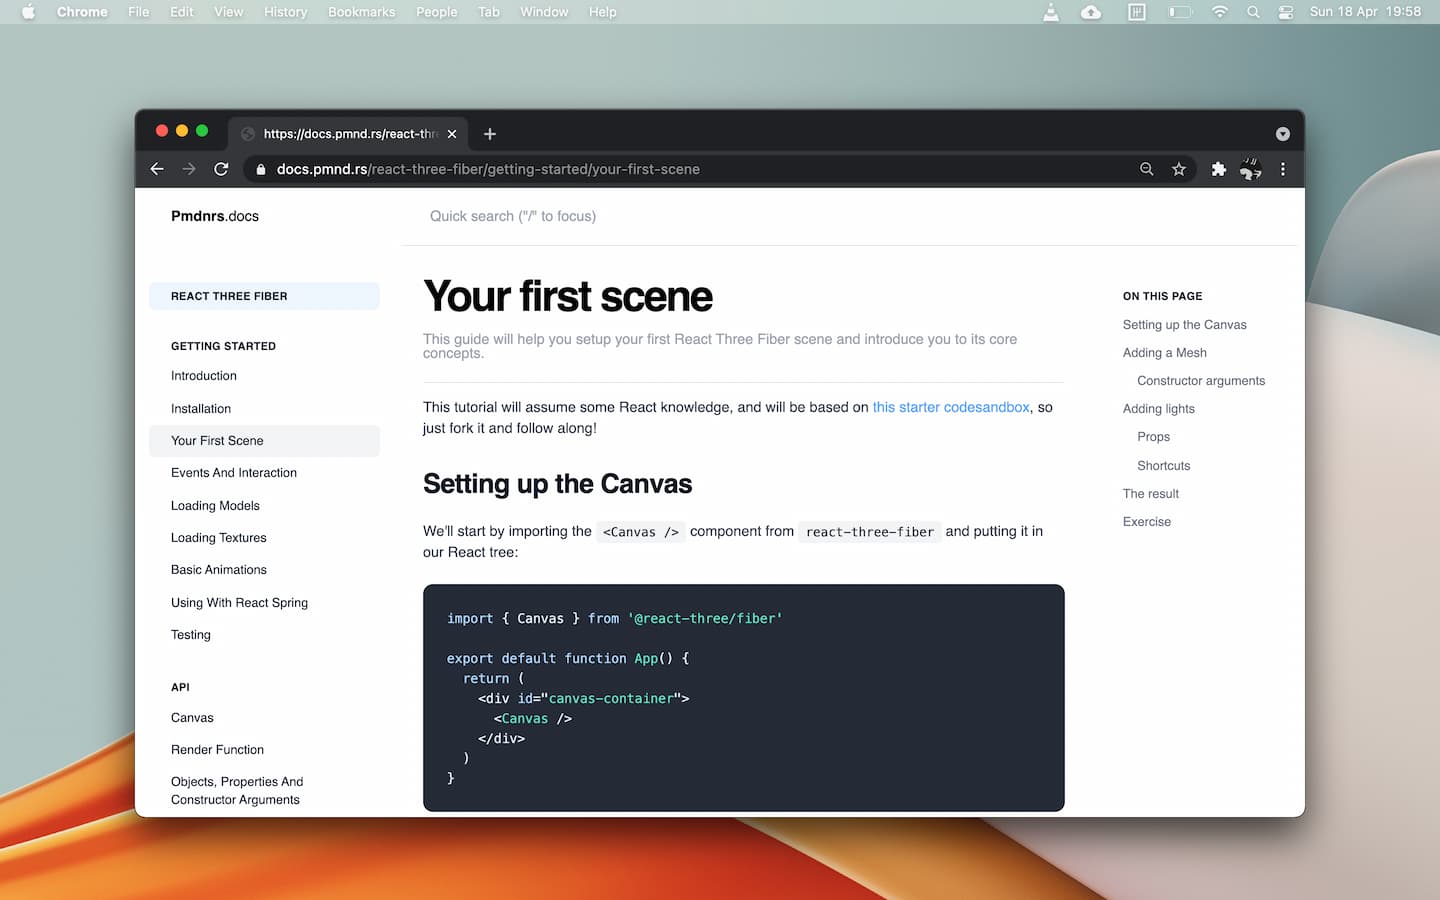 Chrome File Edit View History Bookmarks People Tab Window Help Sun 18 Apr 19:58
https://docs.pmnd.rs/react-thre
docs.pmnd.rs/react-three-fiber/getting-started/your-first-scene
Pmdnrs.docs
Quick search ("/" to focus)
REACT THREE FIBER
GETTING STARTED
Introduction
Installation
Your First Scene
Events And Interaction
Loading Models
Loading Textures
Basic Animations
Using With React Spring
Testing
API
Canvas
Render Function
Objects, Properties And
Constructor Arguments
Your first scene
This guide will help you setup your first React Three Fiber scene and introduce you to its core
concepts.
This tutorial will assume some React knowledge, and will be based on this starter codesandbox, so
just fork it and follow along!
Setting up the Canvas
We'll start by importing the <Canvas /> component from react-three-fiber and putting it in
our React tree:
import { Canvas } from '@react-three/fiber'
export default function App() {
return (
<div id="canvas-container">
<Canvas />
</div>
)
}
ON THIS PAGE
Setting up the Canvas
Adding a Mesh
Constructor arguments
Adding lights
Props
Shortcuts
The result
Exercise